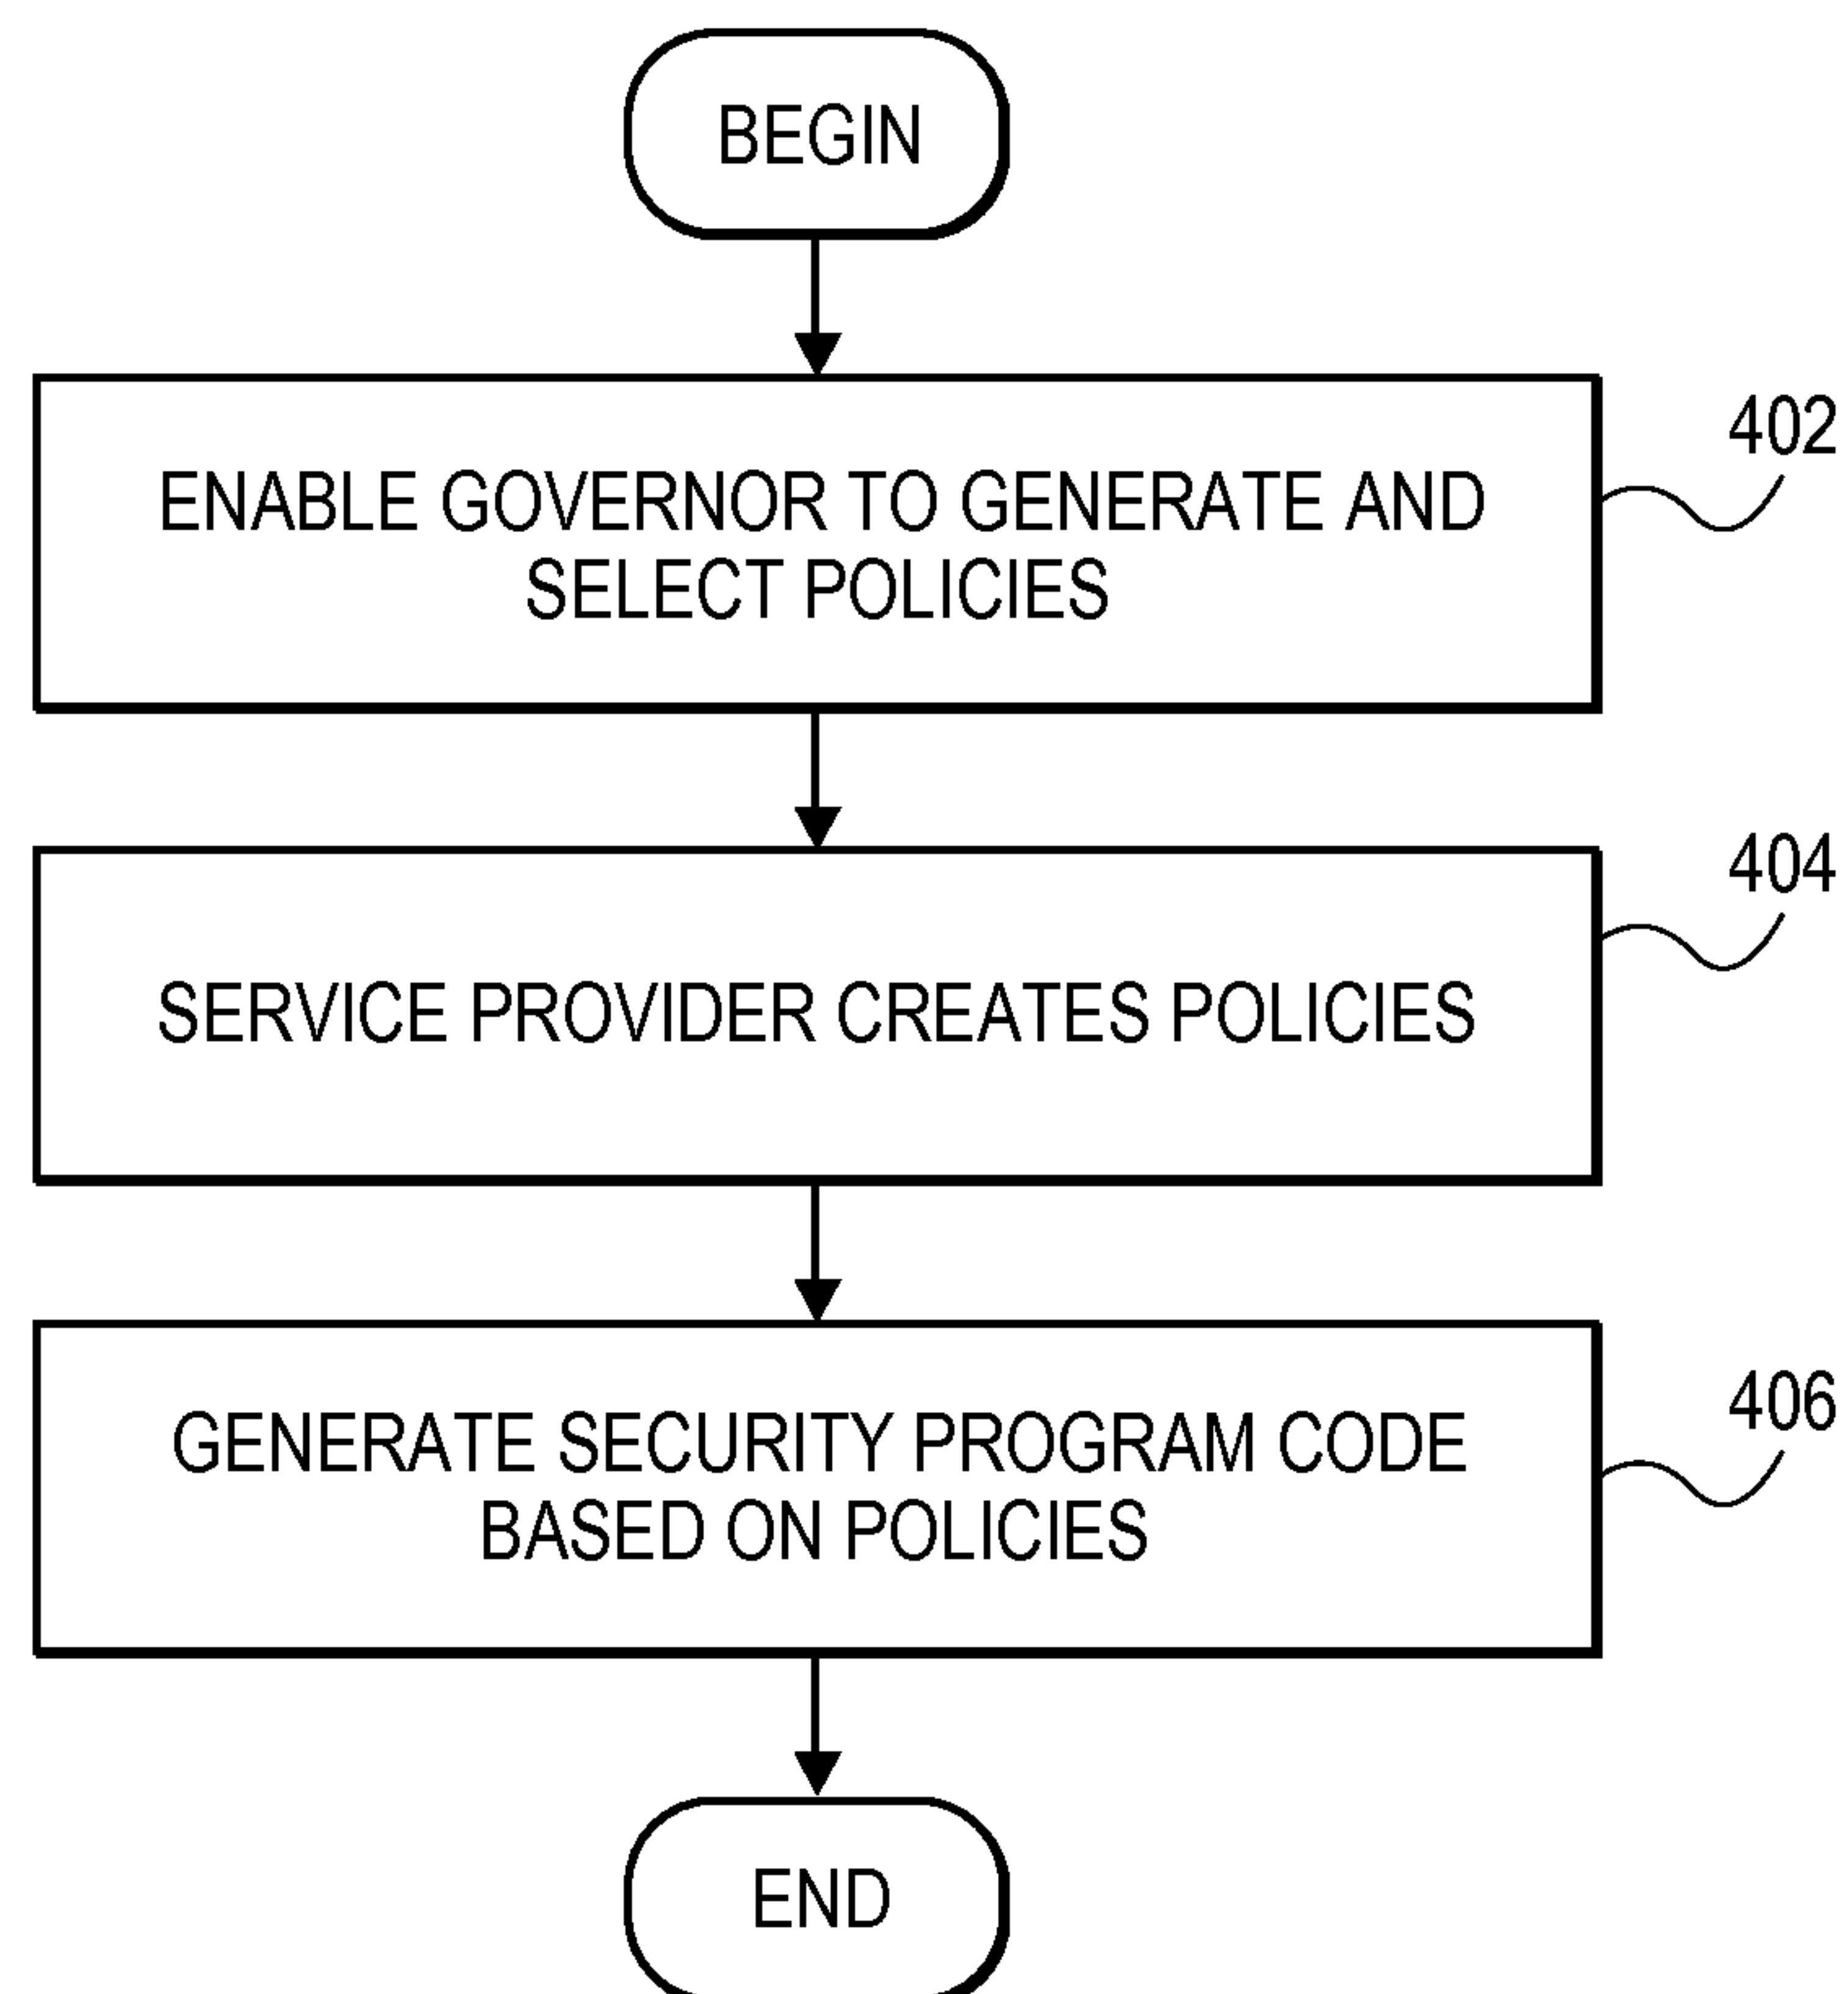 BEGIN
402
ENABLE GOVERNOR TO GENERATE AND
SELECT POLICIES
404
SERVICE PROVIDER CREATES POLICIES
406
GENERATE SECURITY PROGRAM CODE
BASED ON POLICIES
END